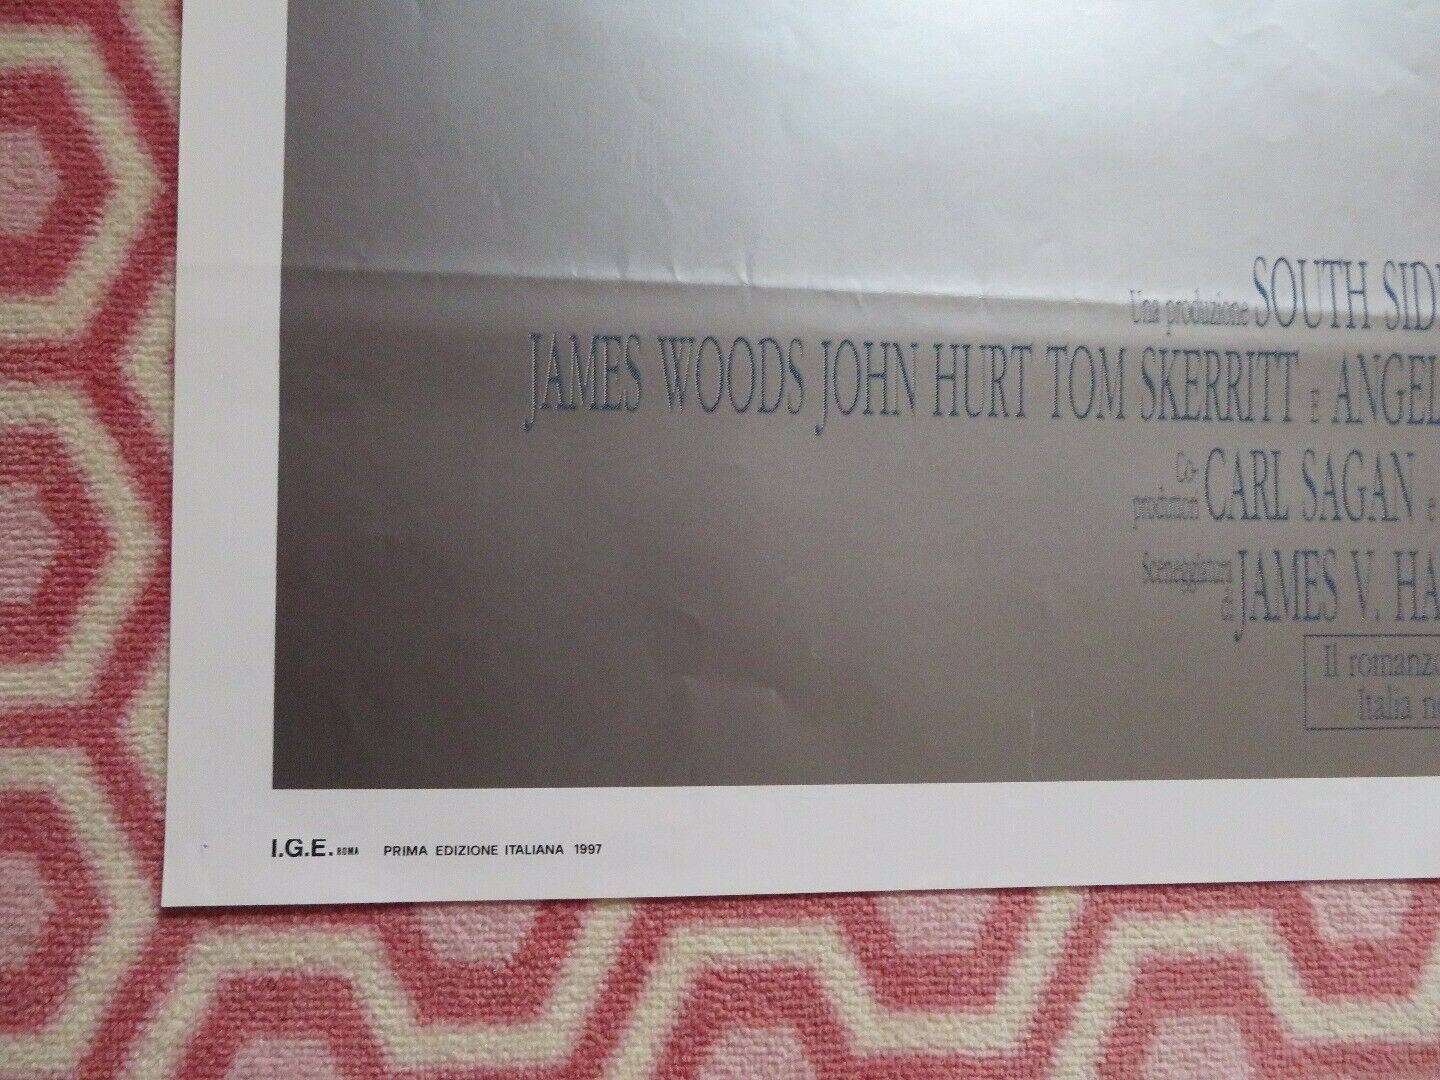 Una produzione SOUTH SID
JAMES WOODS JOHN HURT TOM SKERRITT E ANGEL
Co-
produttori CARL SAGAN e
Sceneggiatura
di JAMES V. HA
Il romanzo
Italia ne
I.G.E. ROMA PRIMA EDIZIONE ITALIANA 1997